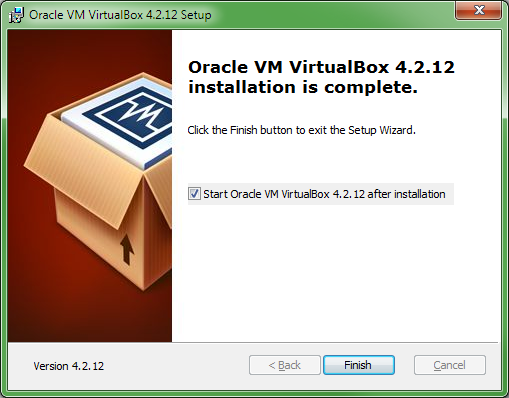 Oracle VM VirtualBox 4.2.12 Setup
Oracle VM VirtualBox 4.2.12
installation is complete.
Click the Finish button to exit the Setup Wizard.
Start Oracle VM VirtualBox 4.2.12 after installation
VM
Version 4.2.12
< Back
Finish
Cancel